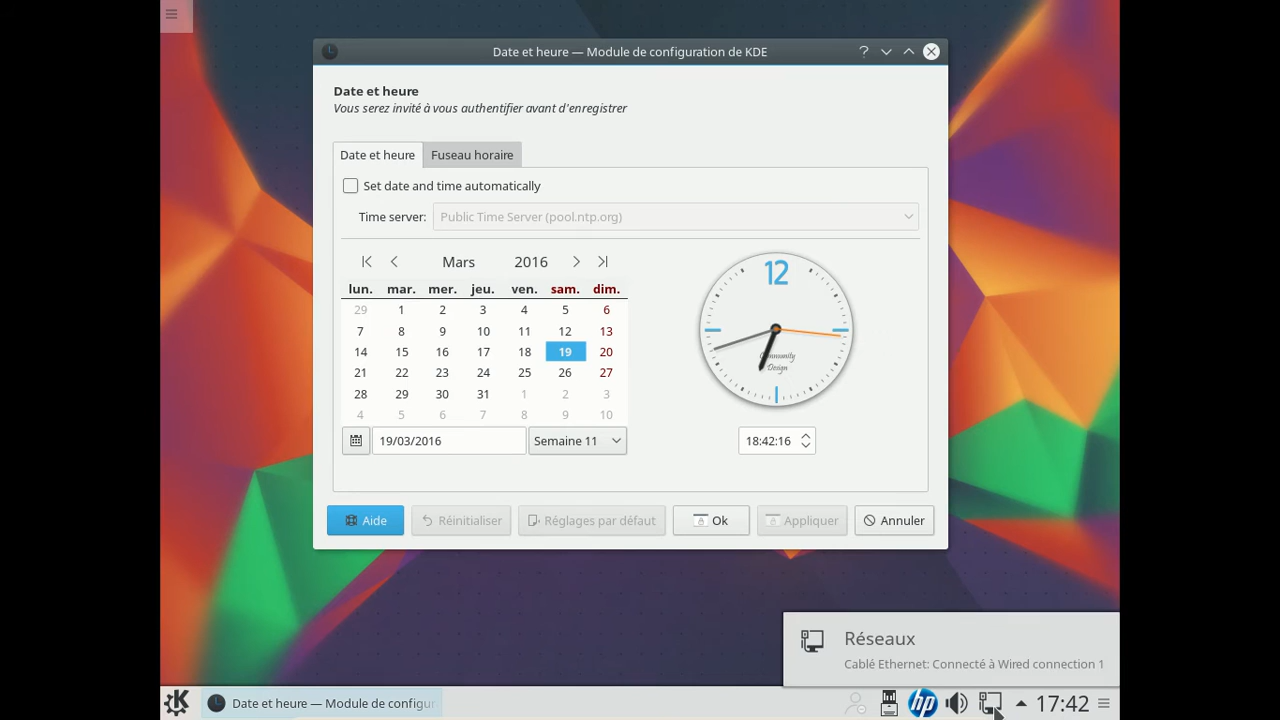 Date et heure — Module de configuration de KDE
Date et heure
Vous serez invité à vous authentifier avant d'enregistrer
Date et heure Fuseau horaire
Set date and time automatically
Time server: Public Time Server (pool.ntp.org)
Mars 2016
lun. mar. mer. jeu. ven. sam. dim.
29 1 2 3 4 5 6
7 8 9 10 11 12 13
14 15 16 17 18 19 20
21 22 23 24 25 26 27
28 29 30 31 1 2 3
4 5 6 7 8 9 10
12
Design
19/03/2016 Semaine 11 18:42:16
Aide Réinitialiser Réglages par défaut Ok Appliquer Annuler
Réseaux
Cablé Ethernet: Connecté à Wired connection 1
Date et heure — Module de configur
hp 17:42